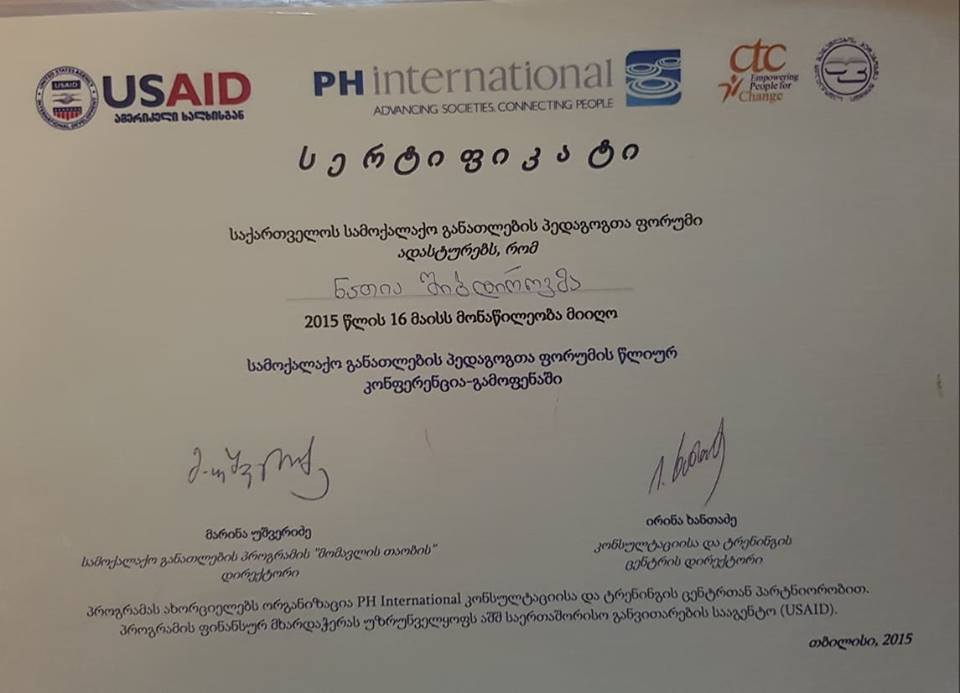 USAID
ამერიკელი ხალხისგან
PH international
ADVANCING SOCIETIES. CONNECTING PEOPLE
ctc
Empowering
People for
Change
სერტიფიკატი
საქართველოს სამოქალაქო განათლების პედაგოგთა ფორუმი
ადასტურებს, რომ
ნათია
2015 წლის 16 მაისს მონაწილეობა მიიღო
სამოქალაქო განათლების პედაგოგთა ფორუმის წლიურ
კონფერენცია-გამოფენაში
მარინა უშვერიძე
სამოქალაქო განათლების პროგრამის "მომავლის თაობის"
დირექტორი
ირინა ხანთაძე
კონსულტაციისა და ტრენინგის
ცენტრის დირექტორი
პროგრამას ახორციელებს ორგანიზაცია PH International კონსულტაციისა და ტრენინგის ცენტრთან პარტნიორობით.
პროგრამის ფინანსურ მხარდაჭერას უზრუნველყოფს აშშ საერთაშორისო განვითარების სააგენტო (USAID).
თბილისი, 2015